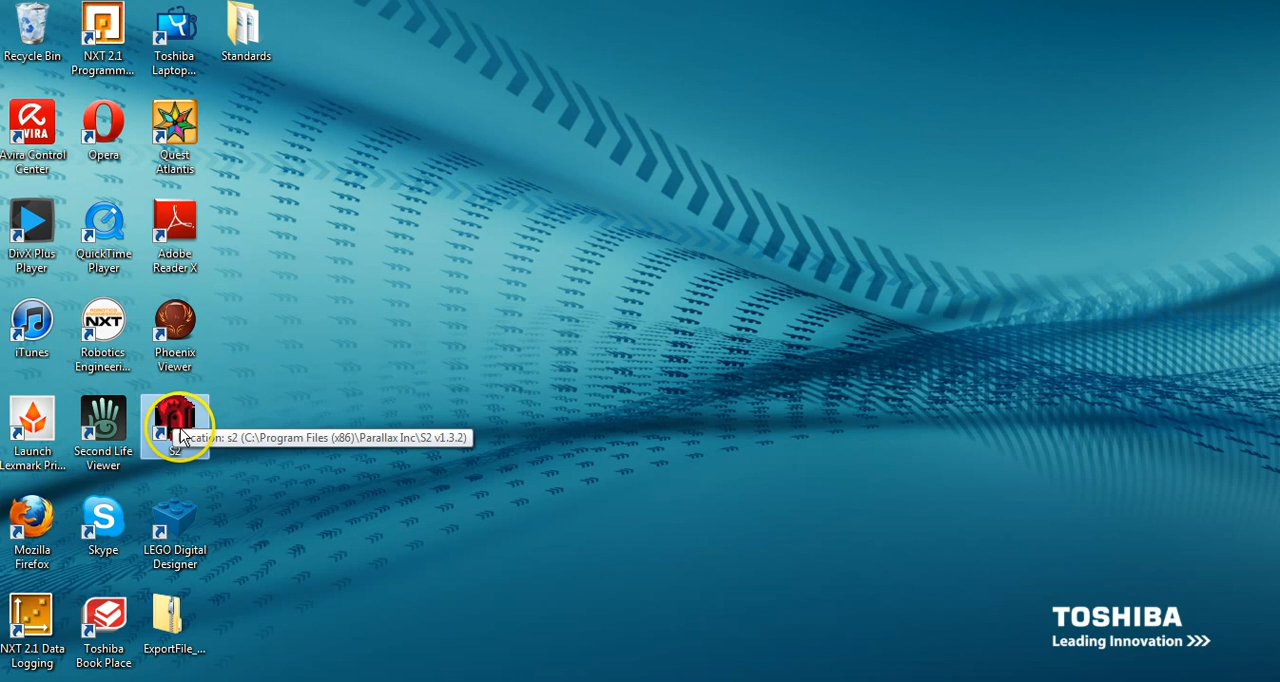 Recycle Bin
NXT 2.1
Programm...
Toshiba
Laptop...
Standards
VIRA
Avira Control
Center
Opera
Quest
Atlantis
DivX Plus
Player
QuickTime
Player
Adobe
Reader X
iTunes
NXT
Robotics
Engineeri...
Phoenix
Viewer
Launch
Lexmark Pri...
Second Life
Viewer
S2
cation: s2 (C:\Program Files (x86)\Parallax Inc\S2 v1.3.2)
Mozilla
Firefox
Skype
LEGO Digital
Designer
NXT 2.1 Data
Logging
Toshiba
Book Place
ExportFile_...
TOSHIBA
Leading Innovation >>>